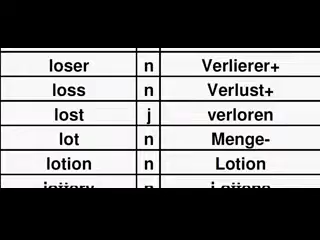 loser n Verlierer+
loss n Verlust+
lost j verloren
lot n Menge-
lotion n Lotion